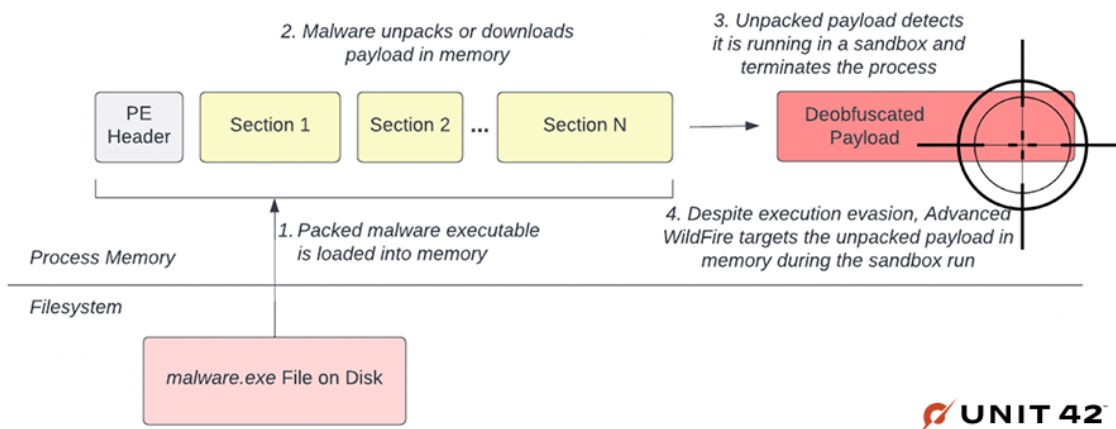 2. Malware unpacks or downloads
payload in memory
3. Unpacked payload detects
it is running in a sandbox and
terminates the process
PE
Header
Section 1
Section 2
...
Section N
Deobfuscated
Payload
1. Packed malware executable
is loaded into memory
4. Despite execution evasion, Advanced
WildFire targets the unpacked payload in
memory during the sandbox run
Process Memory
Filesystem
malware.exe File on Disk
UNIT 42